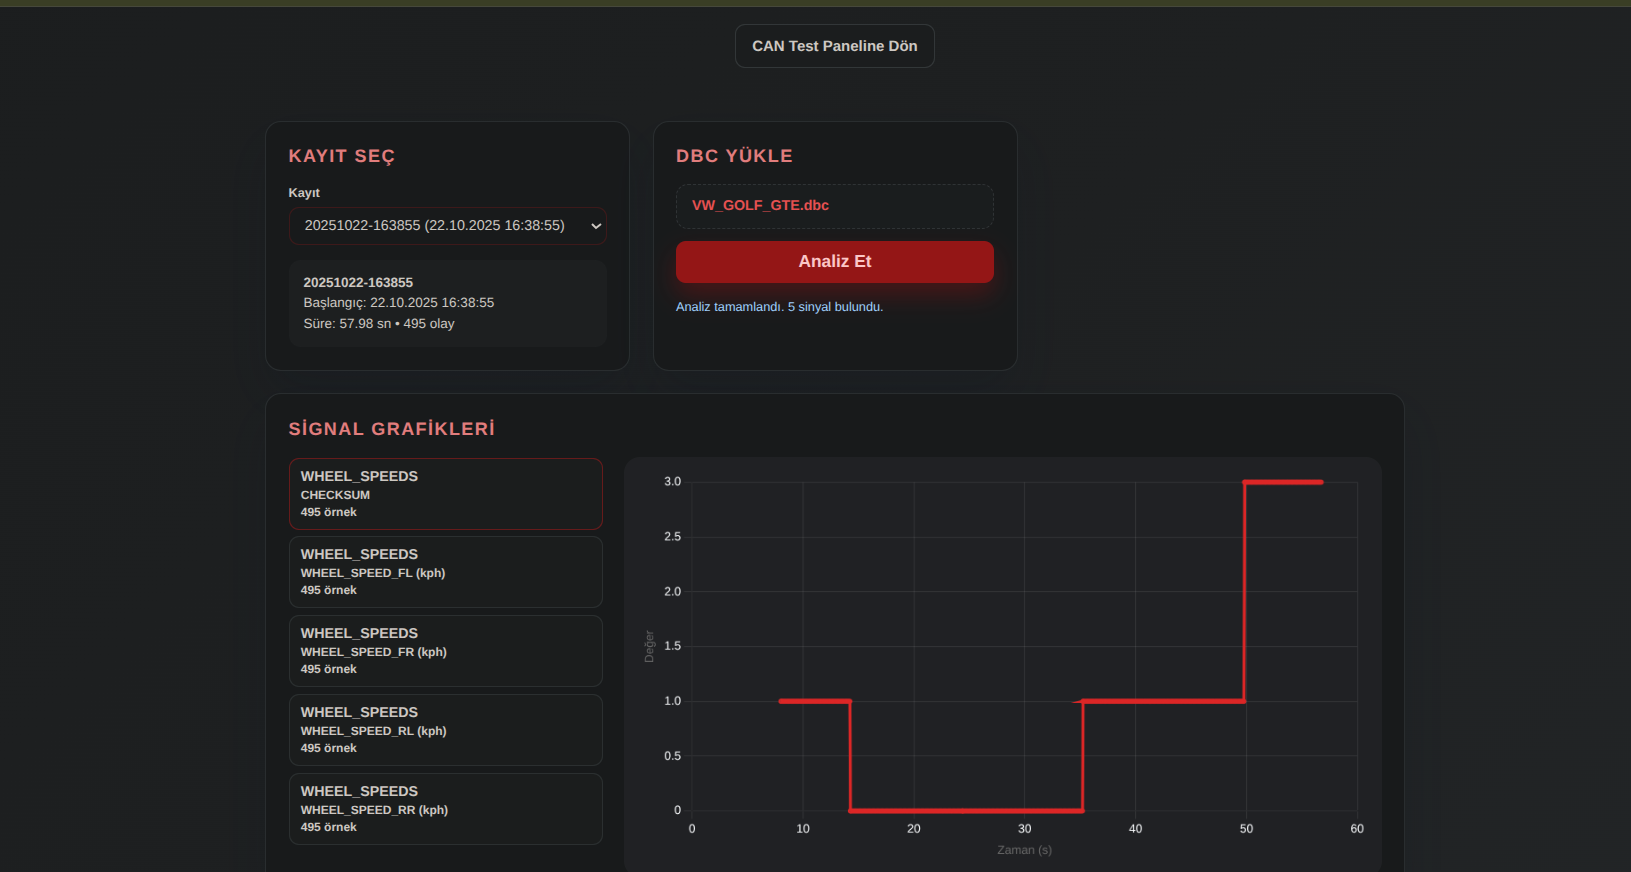 CAN Test Paneline Dön
KAYIT SEÇ
Kayıt
20251022-163855 (22.10.2025 16:38:55)
20251022-163855
Başlangıç: 22.10.2025 16:38:55
Süre: 57.98 sn • 495 olay
DBC YÜKLE
VW_GOLF_GTE.dbc
Analiz Et
Analiz tamamlandı. 5 sinyal bulundu.
SİGNAL GRAFİKLERİ
WHEEL_SPEEDS
CHECKSUM
495 örnek
WHEEL_SPEEDS
WHEEL_SPEED_FL (kph)
495 örnek
WHEEL_SPEEDS
WHEEL_SPEED_FR (kph)
495 örnek
WHEEL_SPEEDS
WHEEL_SPEED_RL (kph)
495 örnek
WHEEL_SPEEDS
WHEEL_SPEED_RR (kph)
495 örnek
Değer
3.0
2.5
2.0
1.5
1.0
0.5
0
0 10 20 30 40 50 60
Zaman (s)